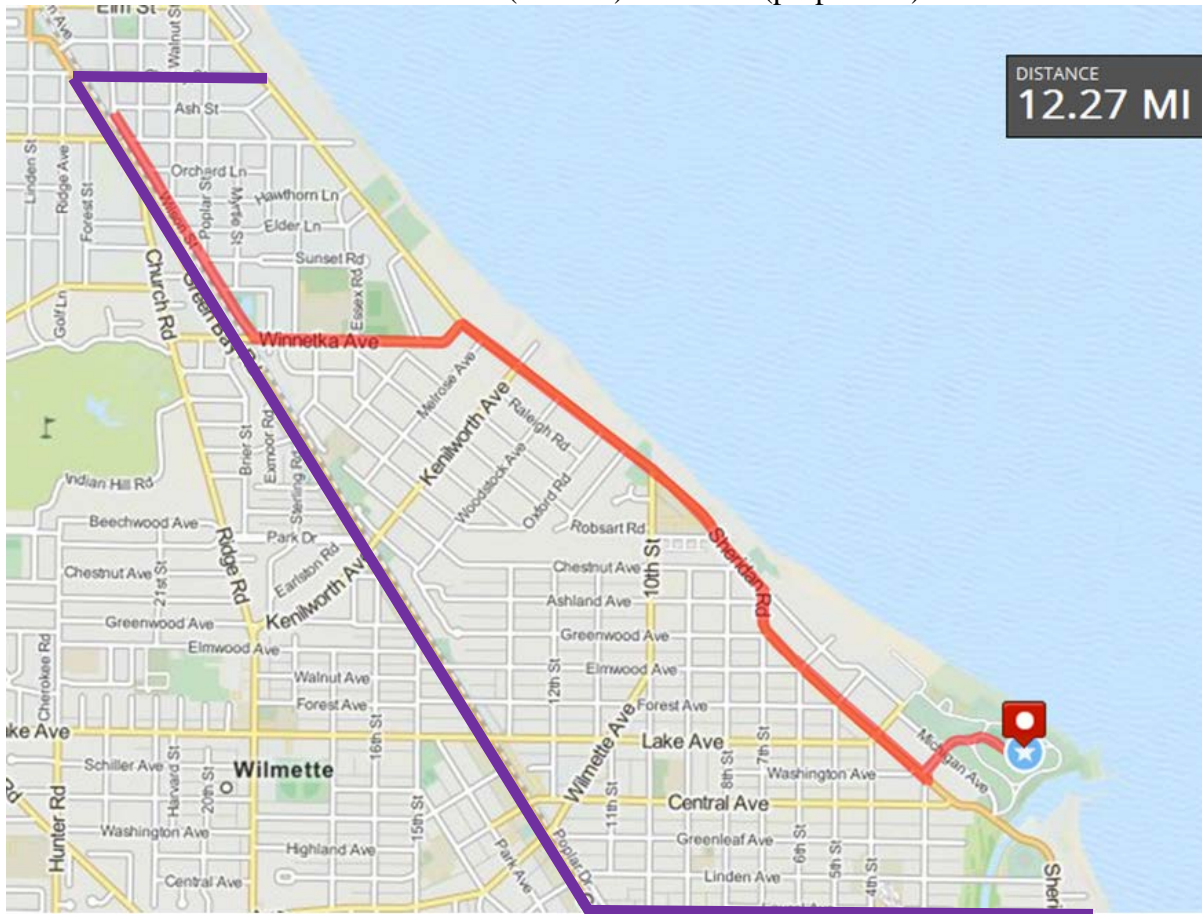 Elm St
Walnut St
DISTANCE
12.27 MI
Ash St
Linden St
Ridge Ave
Forest St
Orchard Ln
Poplar St
Myrtle St
Hawthorn Ln
Wilson St
Elder Ln
Sunset Rd
Church Rd
Green Bay
Essex Rd
Golf Ln
Winnetka Ave
Melrose Ave
Kenilworth Ave
Raleigh Rd
Brier St
Exmoor Rd
Sterling Rd
Woodstock Ave
Oxford Rd
Indian Hill Rd
Beechwood Ave
Park Dr
Robsart Rd
Sheridan Rd
Chestnut Ave
21st St
Ridge Rd
Earlston Rd
Kenilworth Ave
Chestnut Ave
10th St
Ashland Ave
Greenwood Ave
Greenwood Ave
Elmwood Ave
Cherokee Rd
Walnut Ave
12th St
Elmwood Ave
Forest Ave
16th St
Wilmette Ave
Forest Ave
ke Ave
Lake Ave
7th St
Michigan Ave
Schiller Ave
Harvard St
20th St
Wilmette
8th St
Washington Ave
Central Ave
Hunter Rd
Washington Ave
15th St
11th St
Highland Ave
Park Ave
Poplar Dr
Greenleaf Ave
6th St
5th St
4th St
Central Ave
Linden Ave
Sheri